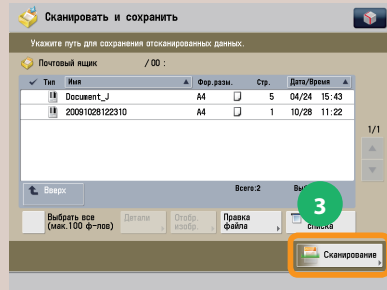 Сканировать и сохранить
Укажите путь для сохранения отсканированных данных.
Почтовый ящик / 00 :
Тип Имя Фор.разм. Стр. Дата/Время
Document_J A4 5 04/24 15:43
20091028122310 A4 1 10/28 11:22
1/1
Вверх Всего:2
3
Выбрать все Детали Отобр. Правка
(мак.100 ф-лов) изобр. файла списка
Сканирование